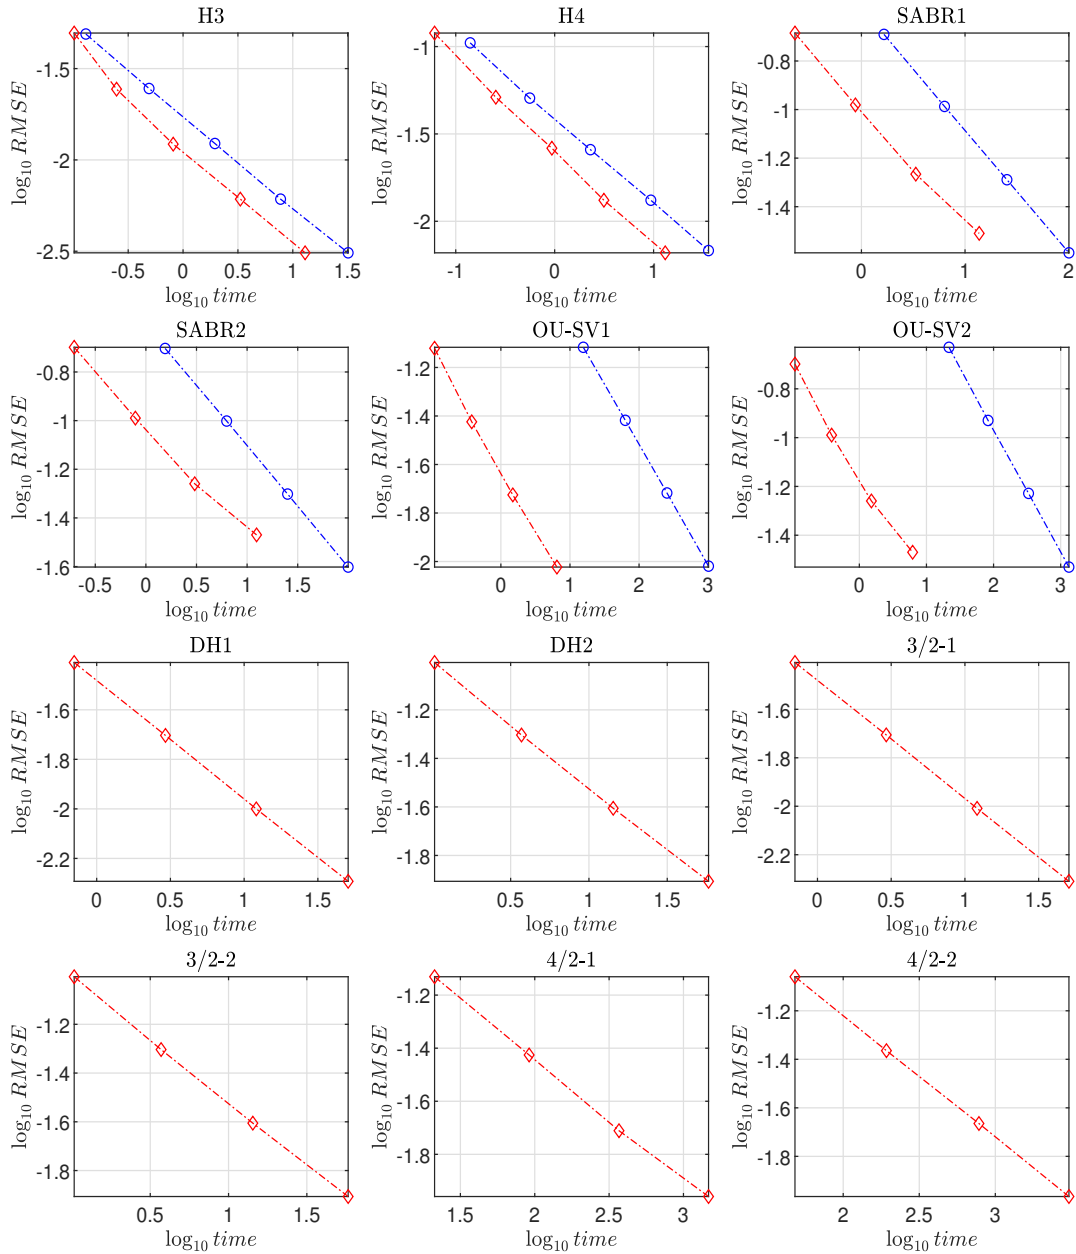 H3
-1.5
-2
-2.5
-0.5 0 0.5 1 1.5
log10 RMSE
log10 time
H4
-1
-1.5
-2
-1 0 1
log10 RMSE
log10 time
SABR1
-0.8
-1
-1.2
-1.4
0 1 2
log10 RMSE
log10 time
SABR2
-0.8
-1
-1.2
-1.4
-1.6
-0.5 0 0.5 1 1.5 2
log10 RMSE
log10 time
OU-SV1
-1.2
-1.4
-1.6
-1.8
-2
0 1 2 3
log10 RMSE
log10 time
OU-SV2
-0.8
-1
-1.2
-1.4
0 1 2 3
log10 RMSE
log10 time
DH1
-1.6
-1.8
-2
-2.2
0 0.5 1 1.5
log10 RMSE
log10 time
DH2
-1.2
-1.4
-1.6
-1.8
0.5 1 1.5
log10 RMSE
log10 time
3/2-1
-1.6
-1.8
-2
-2.2
0 0.5 1 1.5
log10 RMSE
log10 time
3/2-2
-1.2
-1.4
-1.6
-1.8
0.5 1 1.5
log10 RMSE
log10 time
4/2-1
-1.2
-1.4
-1.6
-1.8
1.5 2 2.5 3
log10 RMSE
log10 time
4/2-2
-1.2
-1.4
-1.6
-1.8
2 2.5 3
log10 RMSE
log10 time